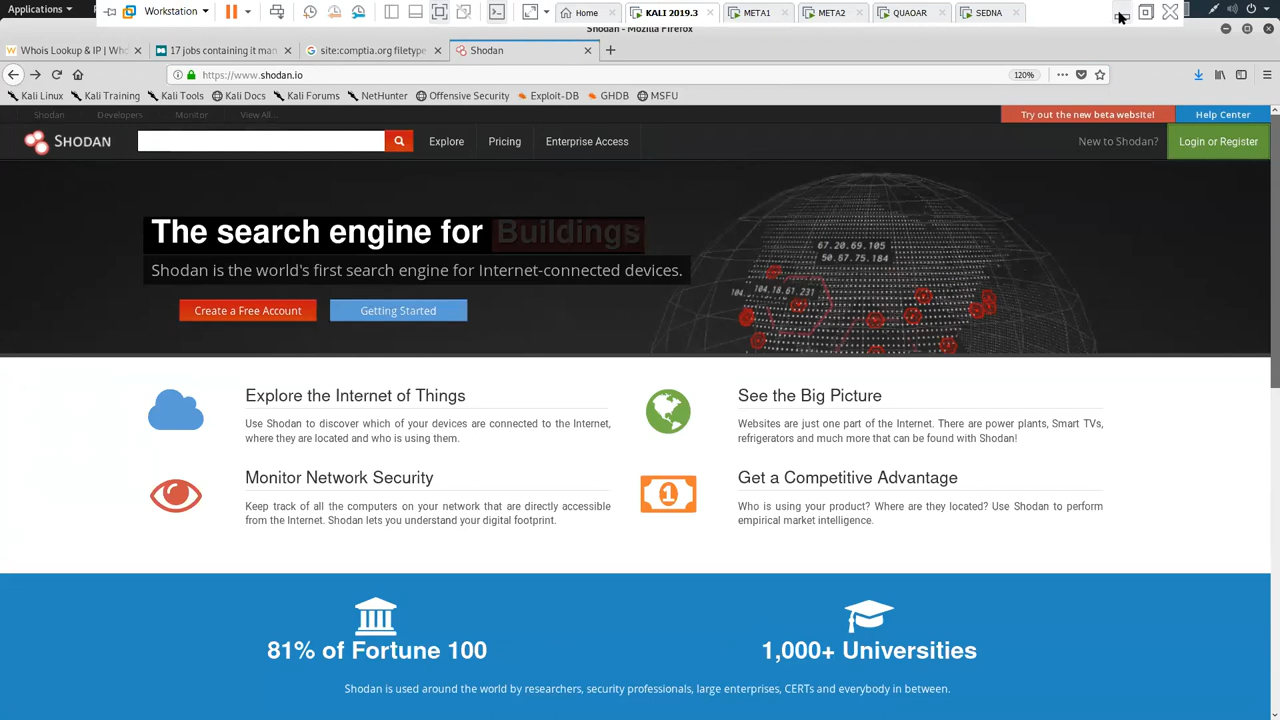 Applications
Workstation
Home
KALI 2019.3
META1
META2
QUAOAR
SEDNA
Shodan - Mozilla Firefox
Whois Lookup & IP | Who
17 jobs containing it man
site:comptia.org filetype
Shodan
https://www.shodan.io
120%
Kali Linux
Kali Training
Kali Tools
Kali Docs
Kali Forums
NetHunter
Offensive Security
Exploit-DB
GHDB
MSFU
Shodan
Developers
Monitor
View All...
Try out the new beta website!
Help Center
SHODAN
Explore
Pricing
Enterprise Access
New to Shodan?
Login or Register
The search engine for Buildings
Shodan is the world's first search engine for Internet-connected devices.
Create a Free Account
Getting Started
67.20.69.105
50.87.75.184
104.18.61.231
104.
Explore the Internet of Things
Use Shodan to discover which of your devices are connected to the Internet,
where they are located and who is using them.
See the Big Picture
Websites are just one part of the Internet. There are power plants, Smart TVs,
refrigerators and much more that can be found with Shodan!
Monitor Network Security
Keep track of all the computers on your network that are directly accessible
from the Internet. Shodan lets you understand your digital footprint.
Get a Competitive Advantage
Who is using your product? Where are they located? Use Shodan to perform
empirical market intelligence.
1
81% of Fortune 100
1,000+ Universities
Shodan is used around the world by researchers, security professionals, large enterprises, CERTs and everybody in between.